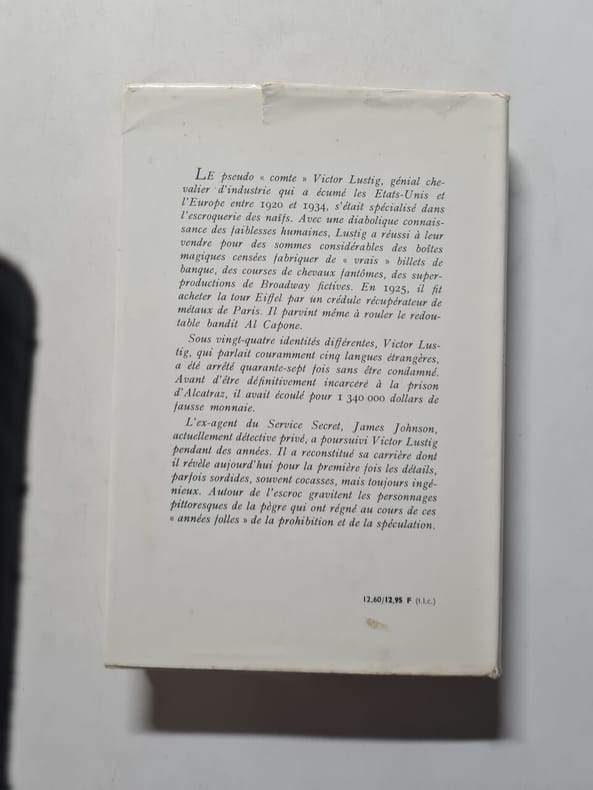 LE pseudo « comte » Victor Lustig, génial che-
valier d'industrie qui a écumé les Etats-Unis et
l'Europe entre 1920 et 1934, s'était spécialisé dans
l'escroquerie des naïfs. Avec une diabolique connais-
sance des faiblesses humaines, Lustig a réussi à leur
vendre pour des sommes considérables des boîtes
magiques censées fabriquer de « vrais » billets de
banque, des courses de chevaux fantômes, des super-
productions de Broadway fictives. En 1925, il fit
acheter la tour Eiffel par un crédule récupérateur de
métaux de Paris. Il parvint même à rouler le redou-
table bandit Al Capone.
Sous vingt-quatre identités différentes, Victor Lus-
tig, qui parlait couramment cinq langues étrangères,
a été arrêté quarante-sept fois sans être condamné.
Avant d'être définitivement incarcéré à la prison
d'Alcatraz, il avait écoulé pour 1 340 000 dollars de
fausse monnaie.
L'ex-agent du Service Secret, James Johnson,
actuellement détective privé, a poursuivi Victor Lustig
pendant des années. Il a reconstitué sa carrière dont
il révèle aujourd'hui pour la première fois les détails,
parfois sordides, souvent cocasses, mais toujours ingé-
nieux. Autour de l'escroc gravitent les personnages
pittoresques de la pègre qui ont régné au cours de ces
« années folles » de la prohibition et de la spéculation.
12,60/12,95 F (t.l.c.)